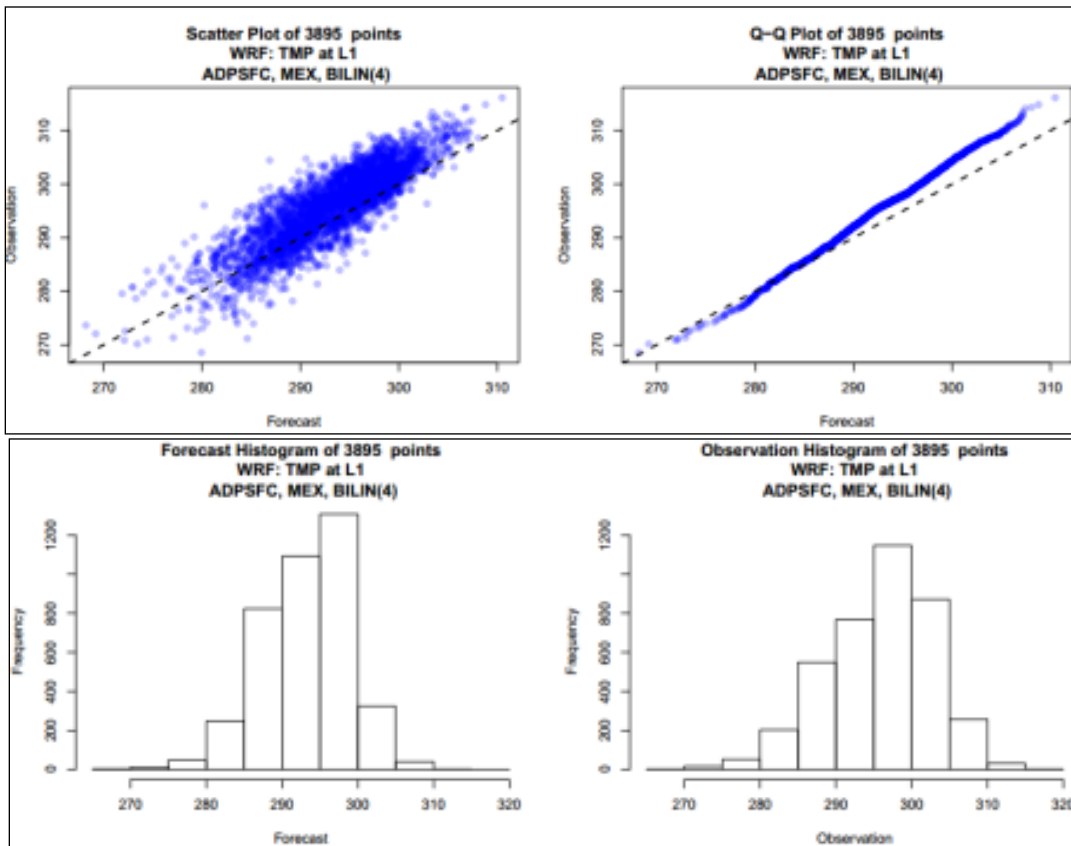 Scatter Plot of 3895 points
WRF: TMP at L1
ADPSFC, MEX, BILIN(4)
Observation
310
300
290
280
270
270 280 290 300 310
Forecast
Q−Q Plot of 3895 points
WRF: TMP at L1
ADPSFC, MEX, BILIN(4)
Observation
310
300
290
280
270
270 280 290 300 310
Forecast
Forecast Histogram of 3895 points
WRF: TMP at L1
ADPSFC, MEX, BILIN(4)
Frequency
1200
800
600
400
200
0
270 280 290 300 310 320
Forecast
Observation Histogram of 3895 points
WRF: TMP at L1
ADPSFC, MEX, BILIN(4)
Frequency
1200
800
600
400
200
0
270 280 290 300 310 320
Observation